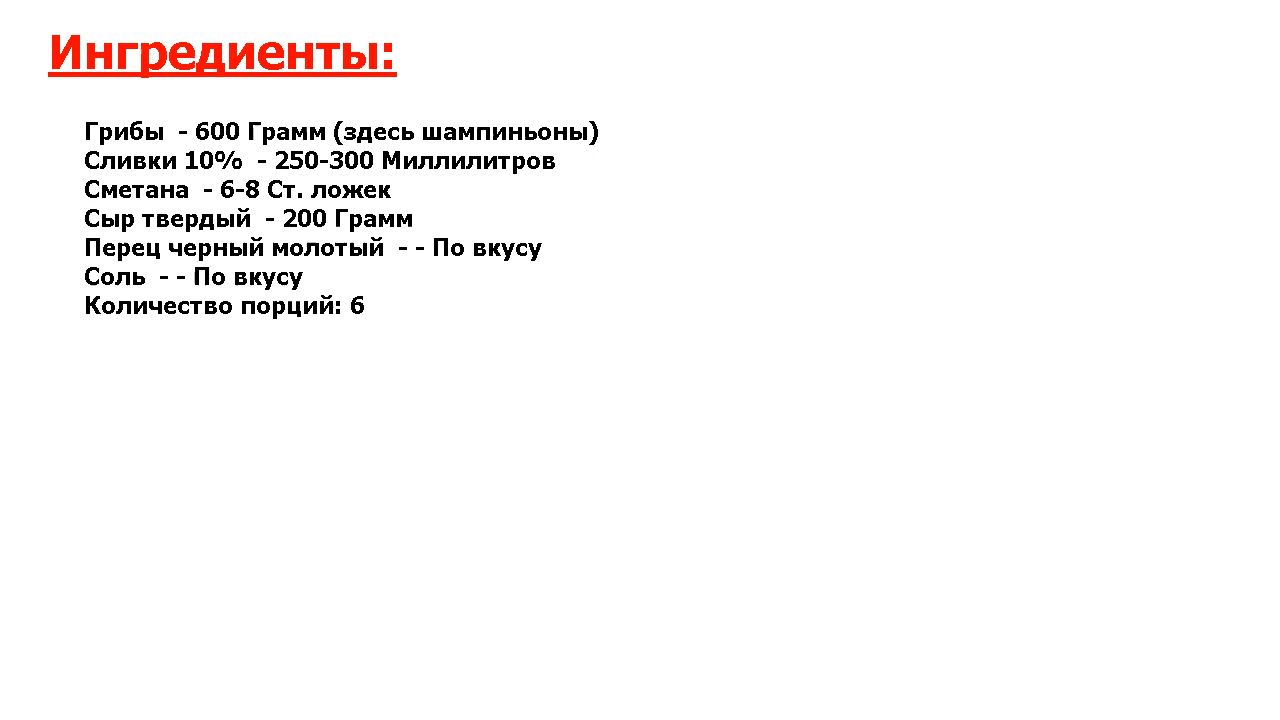 Ингредиенты:
Грибы - 600 Грамм (здесь шампиньоны)
Сливки 10% - 250-300 Миллилитров
Сметана - 6-8 Ст. ложек
Сыр твердый - 200 Грамм
Перец черный молотый - - По вкусу
Соль - - По вкусу
Количество порций: 6